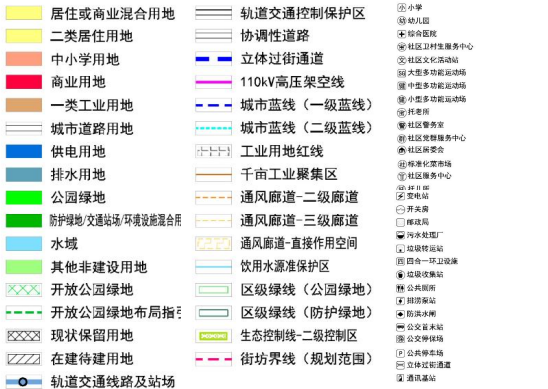 居住或商业混合用地
二类居住用地
中小学用地
商业用地
一类工业用地
城市道路用地
供电用地
排水用地
公园绿地
防护绿地/交通站场/环境设施混合用
水域
其他非建设用地
开放公园绿地
开放公园绿地布局指引
现状保留用地
在建待建用地
轨道交通线路及站场
轨道交通控制保护区
协调性道路
立体过街通道
110kV高压架空线
城市蓝线（一级蓝线）
城市蓝线（二级蓝线）
工业用地红线
千亩工业聚集区
通风廊道-二级廊道
通风廊道-三级廊道
通风廊道-直接作用空间
饮用水源准保护区
区级绿线（公园绿地）
区级绿线（防护绿地）
生态控制线-二级控制区
街坊界线（规划范围）
小学
幼儿园
综合医院
社区卫村生服务中心
社区文化活动站
大型多功能运动场
中型多功能运动场
小型多功能运动场
托老所
社区警务室
社区党群服务中心
社区居委会
标准化菜市场
社区服务中心
托儿所
变电站
开关房
邮政局
污水处理厂
垃圾转运站
四合一环卫设施
垃圾收集站
公共厕所
排涝泵站
防洪水闸
公交首末站
公交停保场
P 公共停车场
立体过街通道
通讯基站